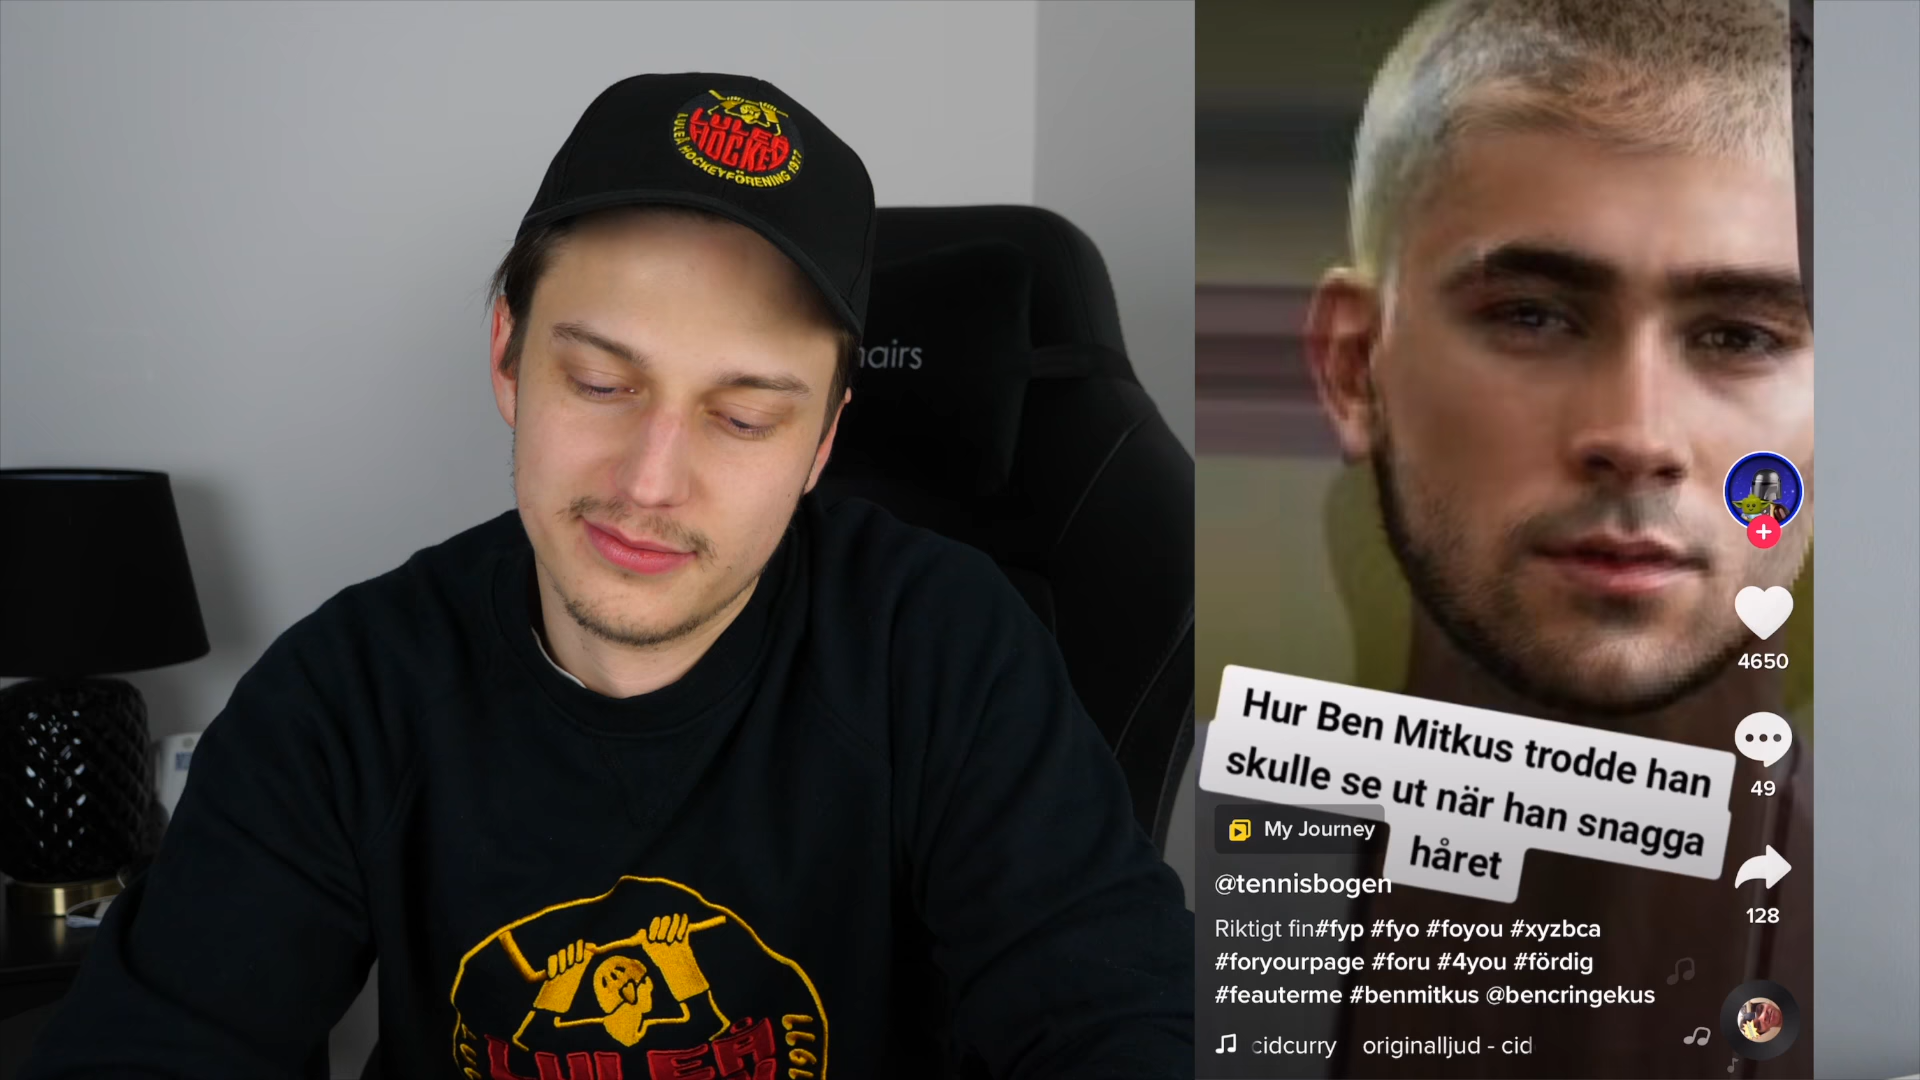 LULEÅ
HOCKEY
LULEÅ HOCKEYFÖRENING 1977
hairs
LULEÅ
Hur Ben Mitkus trodde han
skulle se ut när han snagga
håret
My Journey
@tennisbogen
Riktigt fin#fyp #fyo #foyou #xyzbca
#foryourpage #foru #4you #fördig
#feauterme #benmitkus @bencringekus
cidcurry originalljud - cid
4650
49
128